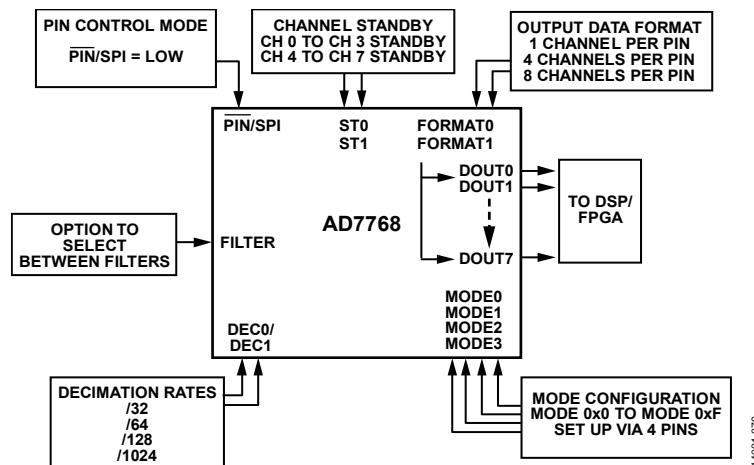 PIN CONTROL MODE
PIN/SPI = LOW
CHANNEL STANDBY
CH 0 TO CH 3 STANDBY
CH 4 TO CH 7 STANDBY
OUTPUT DATA FORMAT
1 CHANNEL PER PIN
4 CHANNELS PER PIN
8 CHANNELS PER PIN
PIN/SPI
ST0
ST1
FORMAT0
FORMAT1
DOUT0
DOUT1
DOUT7
TO DSP/
FPGA
AD7768
OPTION TO
SELECT
BETWEEN FILTERS
FILTER
DEC0/
DEC1
MODE0
MODE1
MODE2
MODE3
DECIMATION RATES
/32
/64
/128
/1024
MODE CONFIGURATION
MODE 0x0 TO MODE 0xF
SET UP VIA 4 PINS